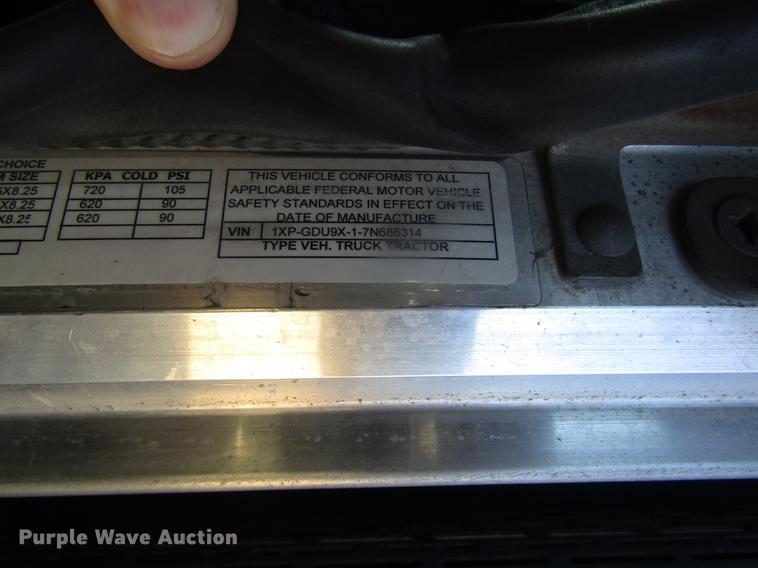 CHOICE
M SIZE
X8.25
X8.25
X8.25
KPA COLD PSI
720 105
620 90
620 90
THIS VEHICLE CONFORMS TO ALL
APPLICABLE FEDERAL MOTOR VEHICLE
SAFETY STANDARDS IN EFFECT ON THE
DATE OF MANUFACTURE
VIN 1XP-GDU9X-1-7N686314
TYPE VEH. TRUCK TRACTOR
Purple Wave Auction